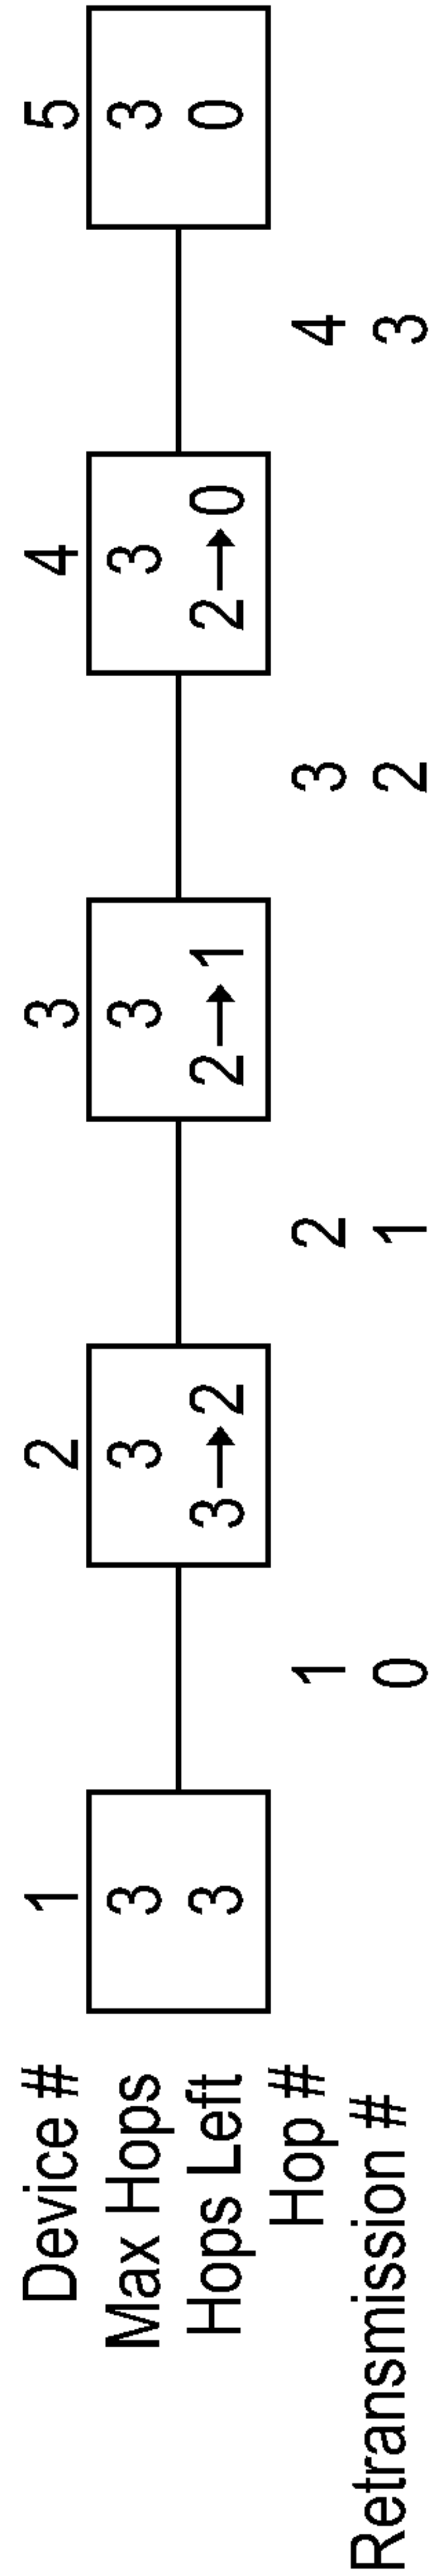 Device # 1 2 3 4 5
Max Hops 3 3 3 3 3
Hops Left 3 3→2 2→1 2→0 0
Hop # 1 2 3 4
Retransmission # 0 1 2 3